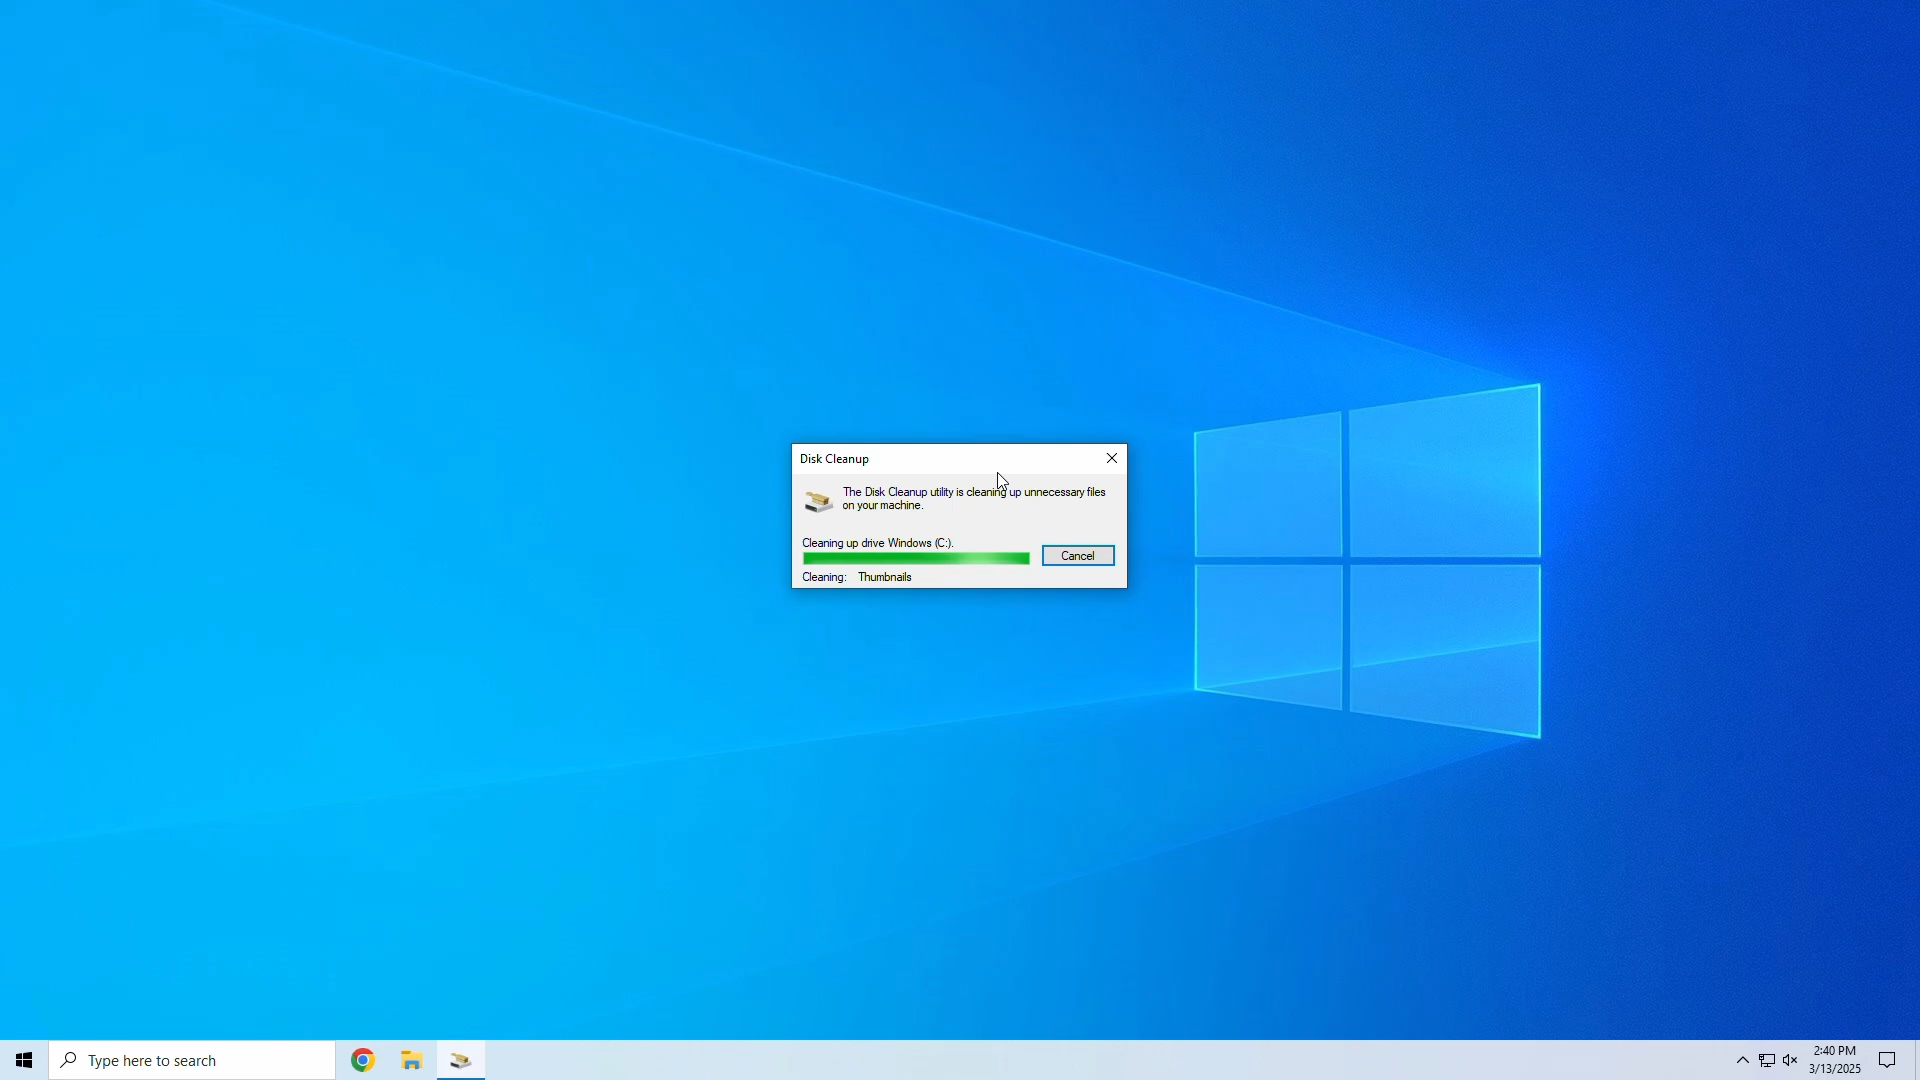 Disk Cleanup
The Disk Cleanup utility is cleaning up unnecessary files
on your machine.
Cleaning up drive Windows (C:).
Cancel
Cleaning: Thumbnails
Type here to search
2:40 PM
3/13/2025